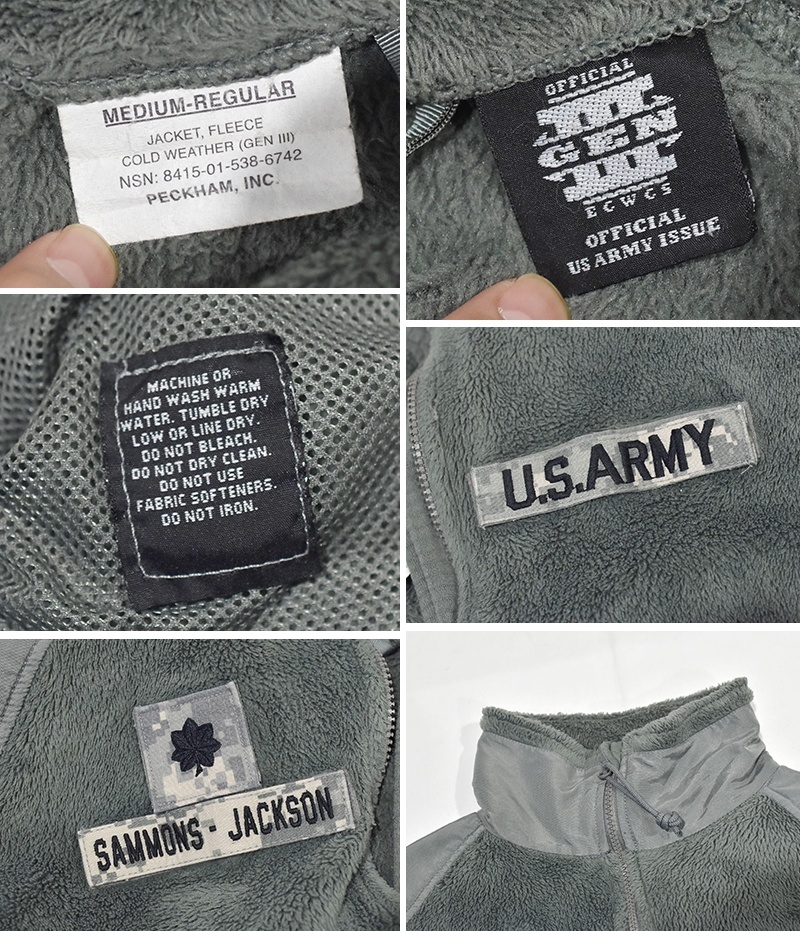 MEDIUM-REGULAR
JACKET, FLEECE
COLD WEATHER (GEN III)
NSN: 8415-01-538-6742
PECKHAM, INC.
OFFICIAL
III
GEN
III
ECWCS
OFFICIAL
US ARMY ISSUE
MACHINE OR
HAND WASH WARM
WATER. TUMBLE DRY
LOW OR LINE DRY.
DO NOT BLEACH.
DO NOT DRY CLEAN.
DO NOT USE
FABRIC SOFTENERS.
DO NOT IRON.
U.S.ARMY
SAMMONS - JACKSON